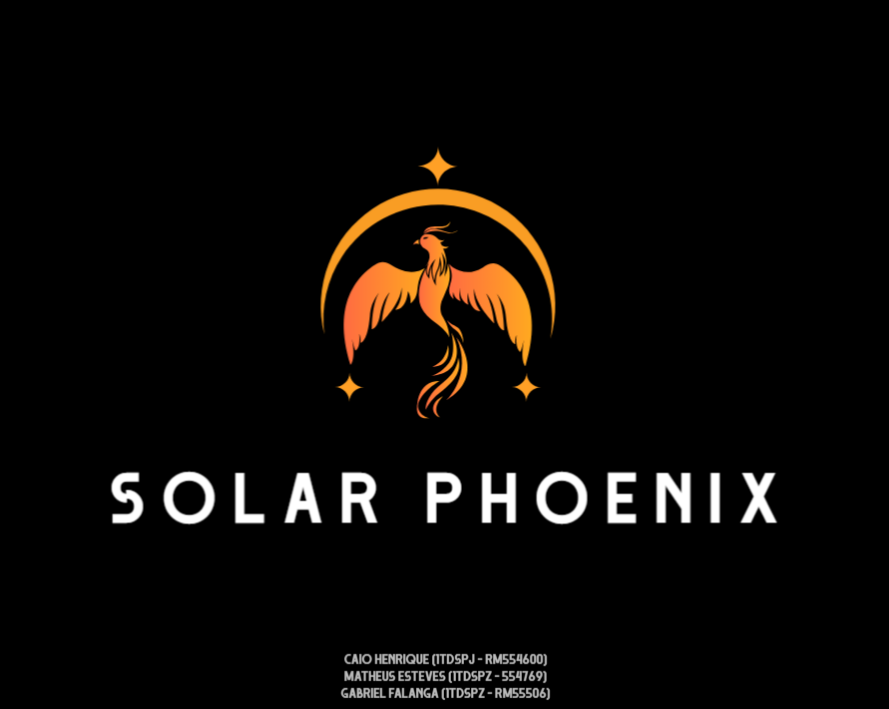 SOLAR PHOENIX
CAIO HENRIQUE (1TDSPJ - RM554600)
MATHEUS ESTEVES (1TDSPZ - 554769)
GABRIEL FALANGA (1TDSPZ - RM55506)